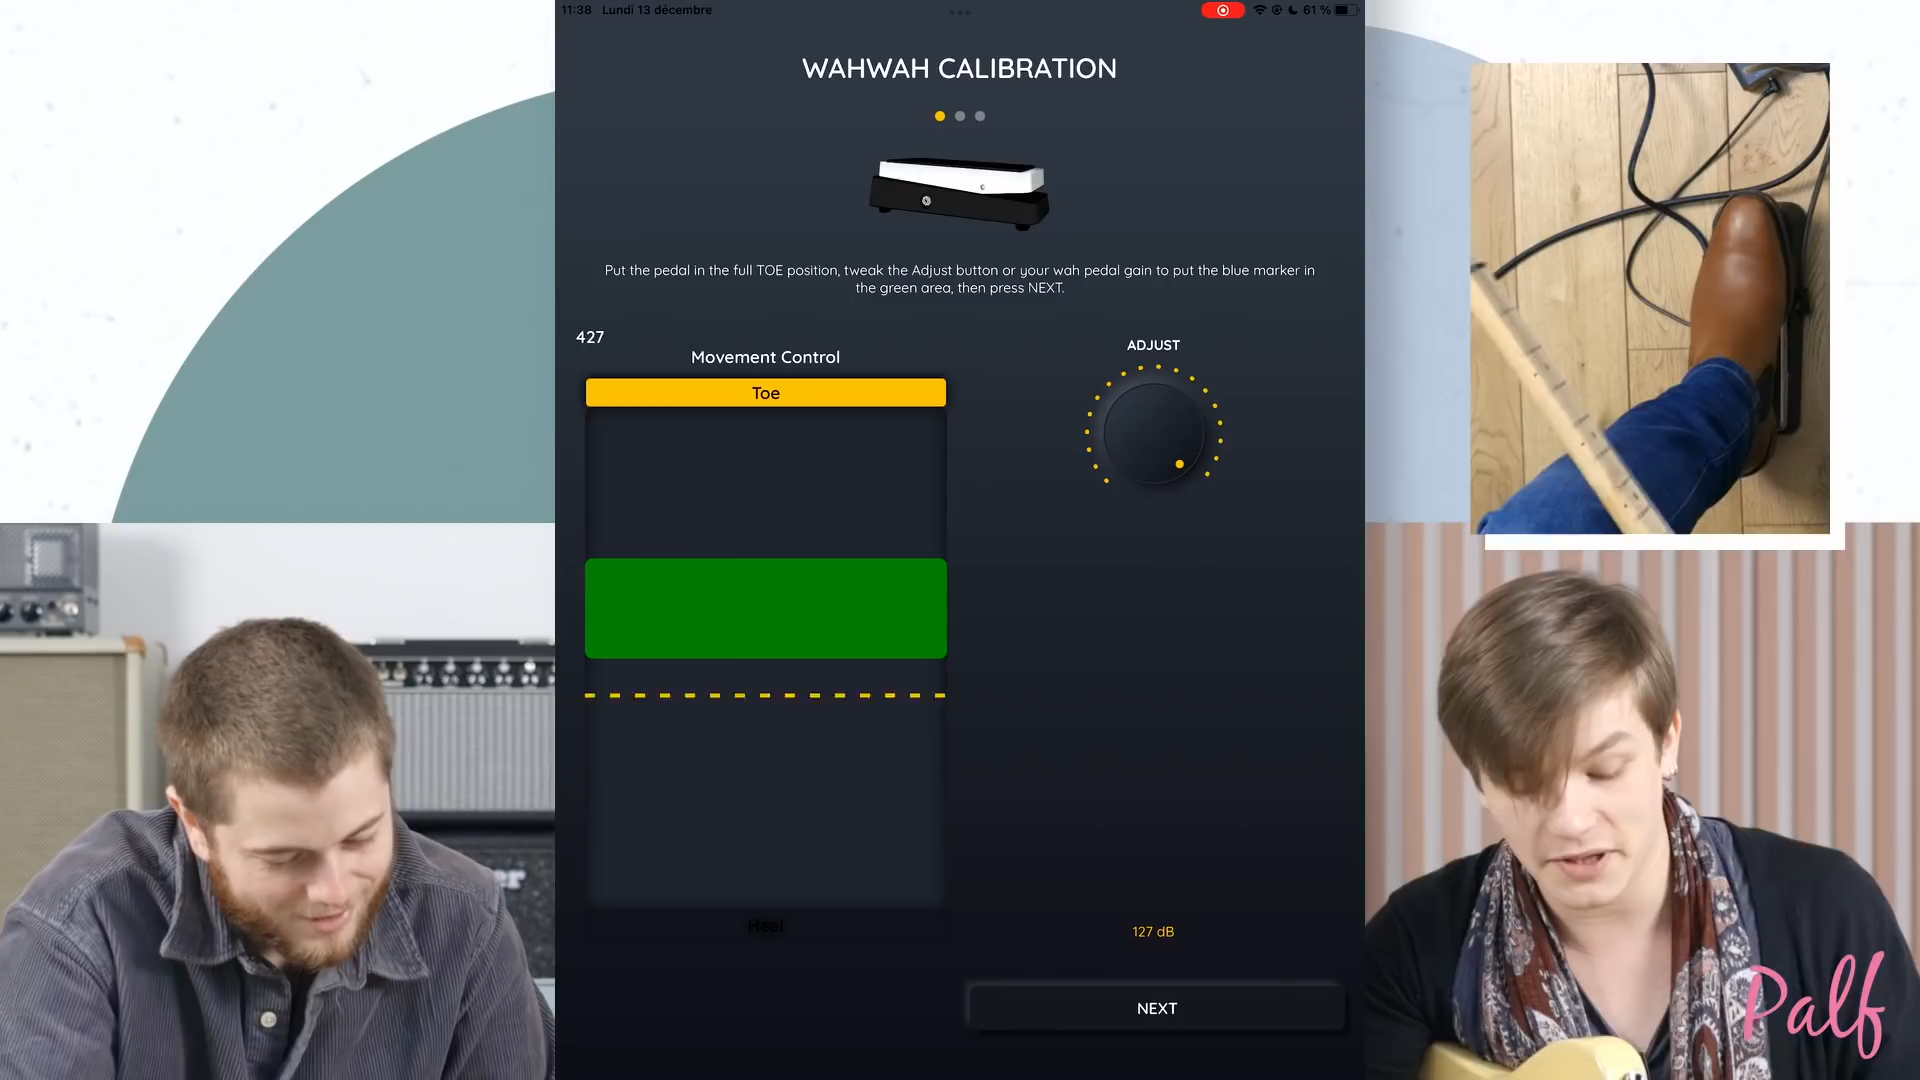 11:38 Lundi 13 décembre
61 %
WAHWAH CALIBRATION
Put the pedal in the full TOE position, tweak the Adjust button or your wah pedal gain to put the blue marker in
the green area, then press NEXT.
427
Movement Control
Toe
ADJUST
Heel
127 dB
NEXT
Palf